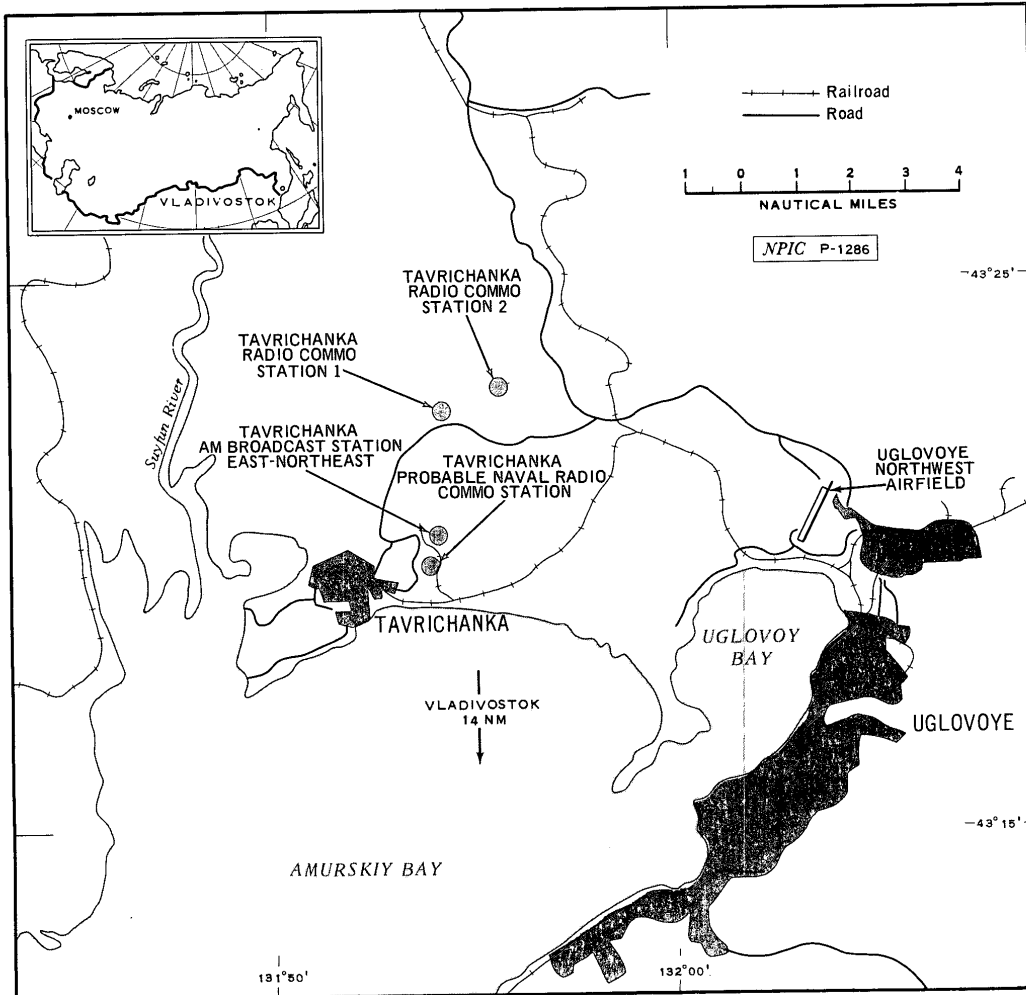 MOSCOW
VLADIVOSTOK
Railroad
Road
1 0 1 2 3 4
NAUTICAL MILES
NPIC P-1286
43°25'
TAVRICHANKA
RADIO COMMO
STATION 2
TAVRICHANKA
RADIO COMMO
STATION 1
Suyfun River
TAVRICHANKA
AM BROADCAST STATION
EAST-NORTHEAST
TAVRICHANKA
PROBABLE NAVAL RADIO
COMMO STATION
UGLOVOYE
NORTHWEST
AIRFIELD
TAVRICHANKA
UGLOVOY
BAY
VLADIVOSTOK
14 NM
UGLOVOYE
43°15'
AMURSKIY BAY
131°50'
132°00'